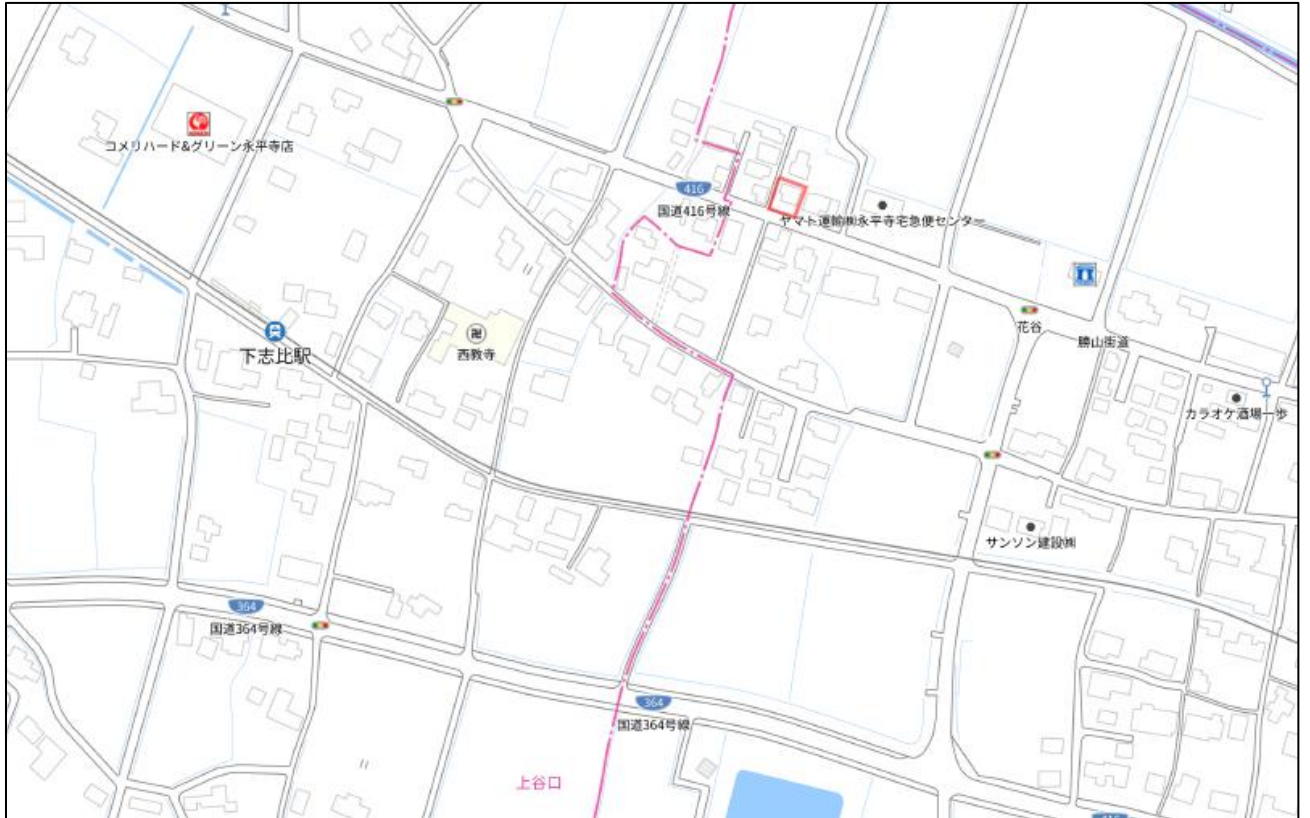 コメリハード&グリーン永平寺店
416
国道416号線
ヤマト運輸㈱永平寺宅急便センター
花谷
勝山街道
下志比駅
卍
西教寺
カラオケ酒場一歩
サンソン建設㈱
364
国道364号線
364
国道364号線
上谷口
416